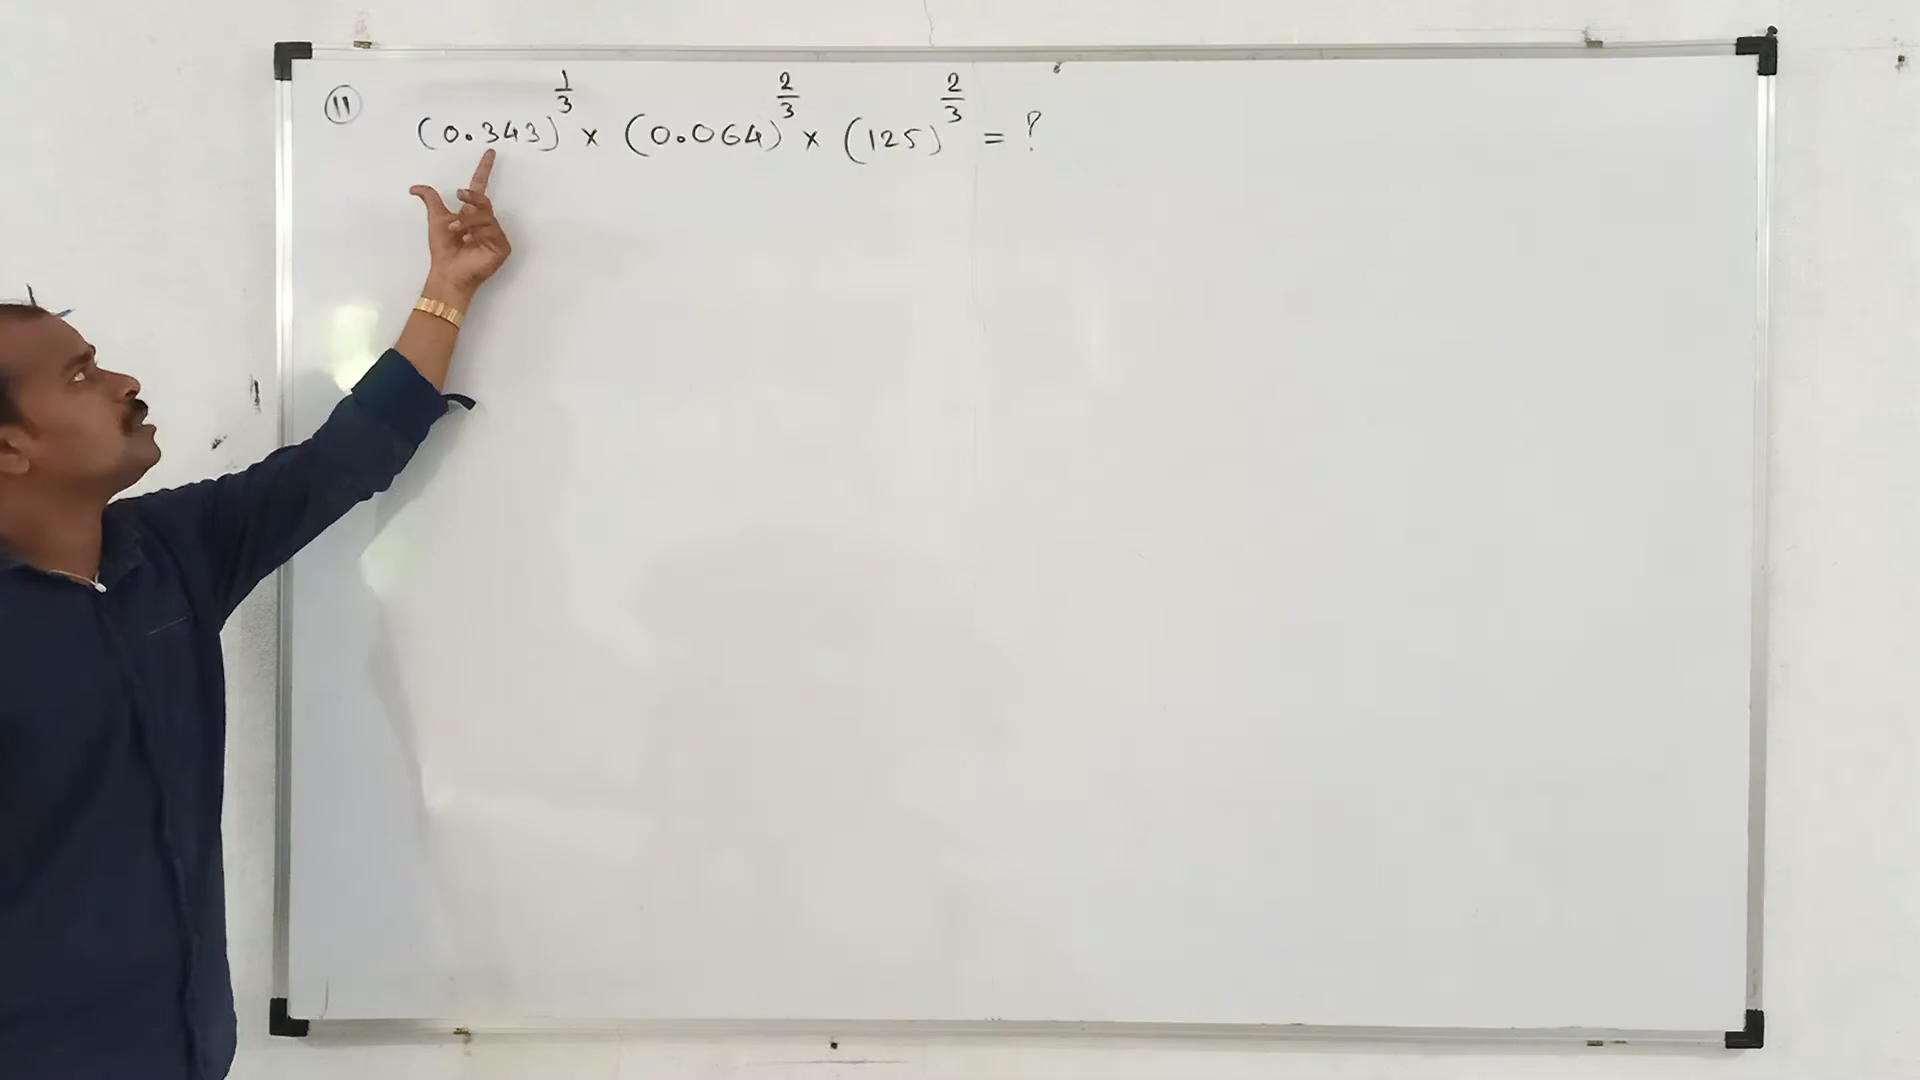 ⑪ (0.343)^(1/3) × (0.064)^(2/3) × (125)^(2/3) = ?